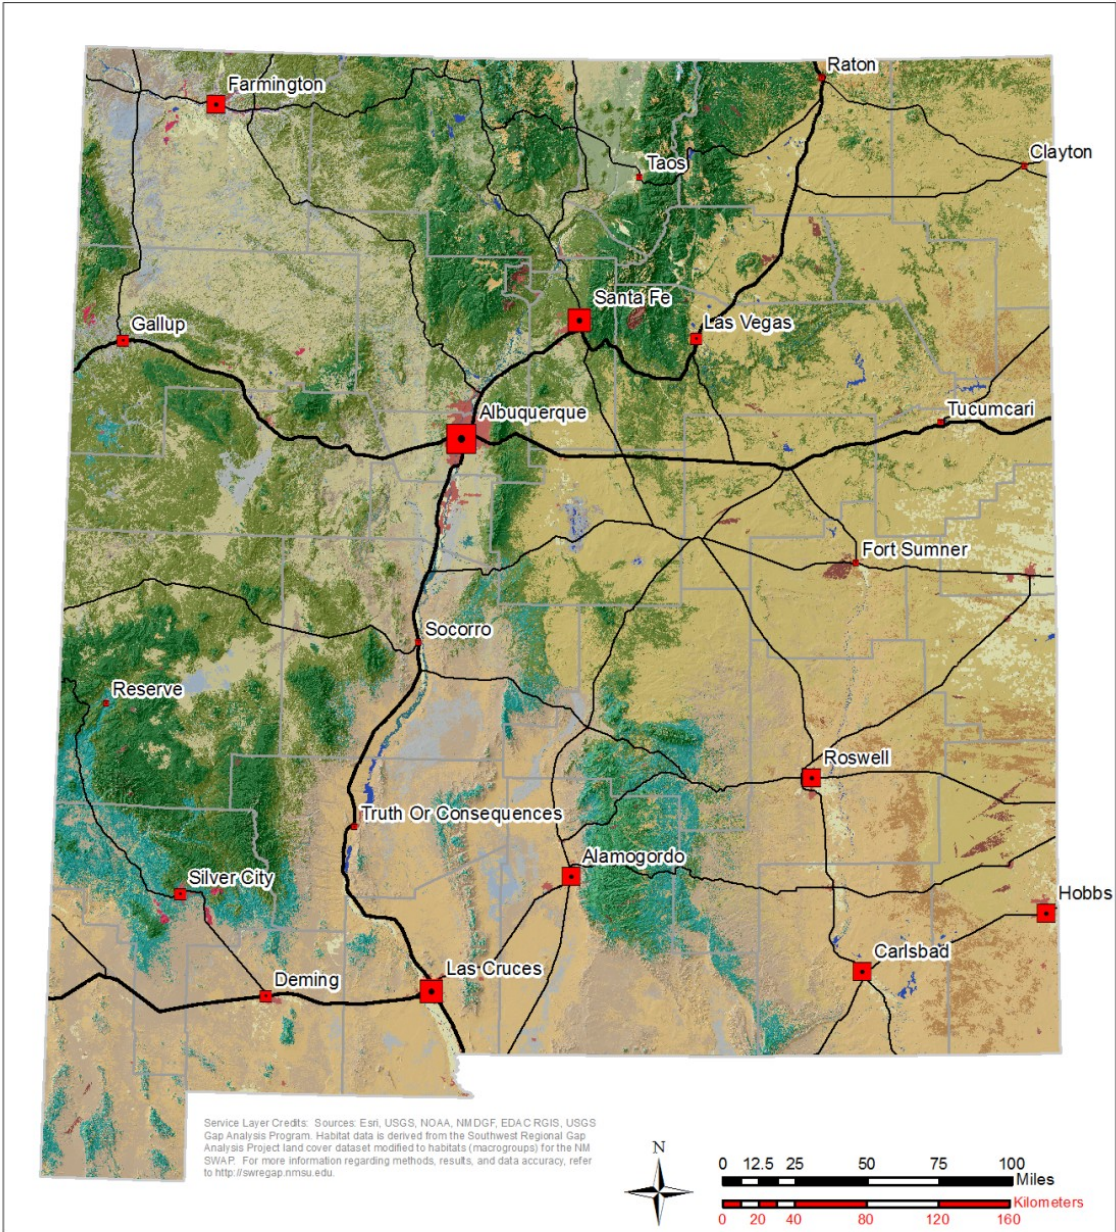 Raton
Farmington
Clayton
Taos
Santa Fe
Las Vegas
Gallup
Tucumcari
Albuquerque
Fort Sumner
Socorro
Reserve
Roswell
Truth Or Consequences
Alamogordo
Silver City
Hobbs
Carlsbad
Las Cruces
Deming
Service Layer Credits: Sources: Esri, USGS, NOAA, NMDGF, EDAC RGIS, USGS
Gap Analysis Program. Habitat data is derived from the Southwest Regional Gap
Analysis Project land cover dataset modified to habitats (macrogroups) for the NM
SWAP. For more information regarding methods, results, and data accuracy, refer
to http://swregap.nmsu.edu.
N
0 12.5 25 50 75 100
Miles
Kilometers
0 20 40 80 120 160